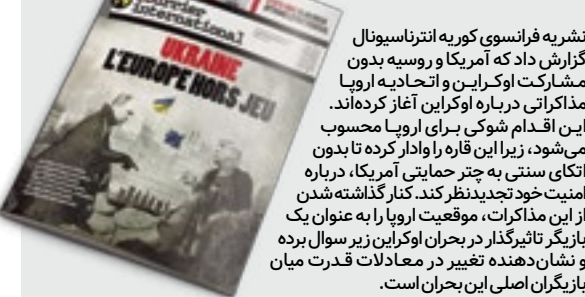 courrier
international
UKRAINE
L'EUROPE HORS JEU
نشریه فرانسوی کوریه انترناسیونال
گزارش داد که آمریکا و روسیه بدون
مشارکت اوکراین و اتحادیه اروپا
مذاکراتی درباره اوکراین آغاز کرده‌اند.
این اقدام شوکی برای اروپا محسوب
می‌شود، زیرا این قاره را وادار کرده تا بدون
اتکای سنتی به چتر حمایتی آمریکا، درباره
امنیت خود تجدیدنظر کند. کنار گذاشته شدن
از این مذاکرات، موقعیت اروپا را به عنوان یک
بازیگر تاثیرگذار در بحران اوکراین زیر سوال برده
و نشان‌دهنده تغییر در معادلات قدرت میان
بازیگران اصلی این بحران است.